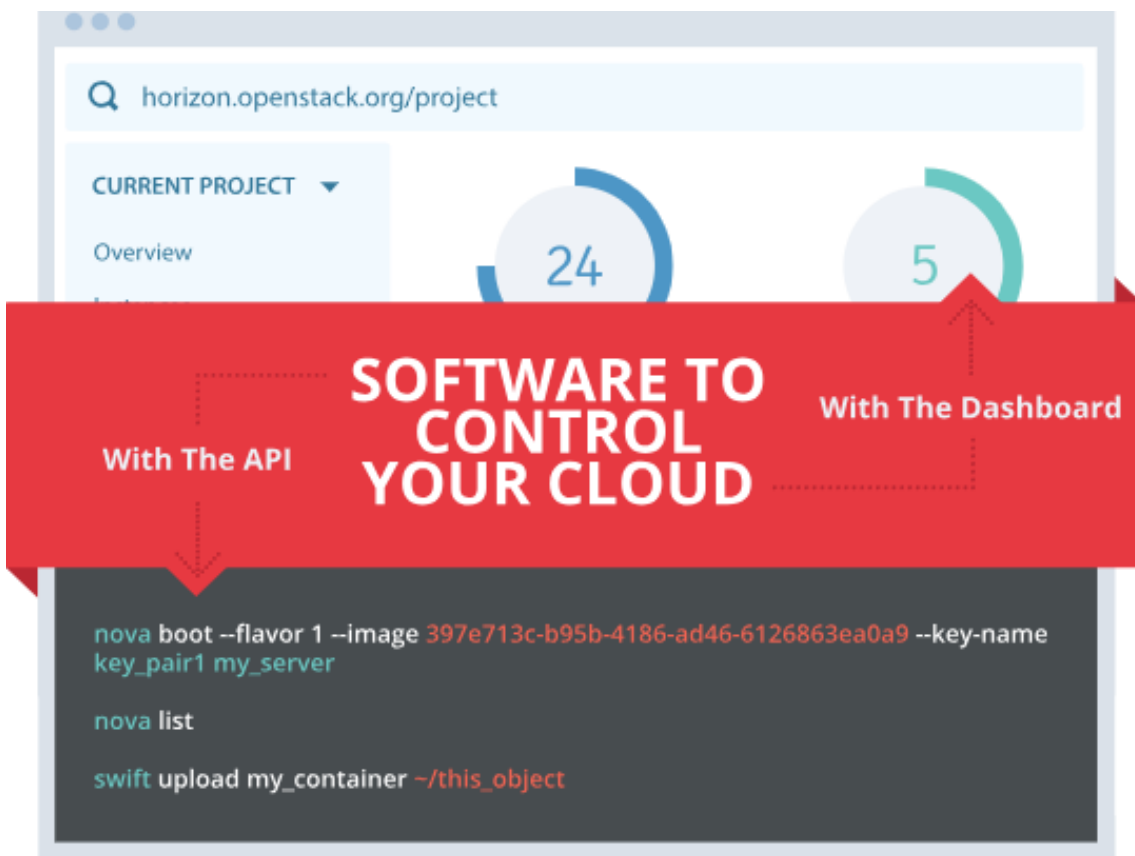 horizon.openstack.org/project
CURRENT PROJECT
Overview
24
5
SOFTWARE TO
CONTROL
YOUR CLOUD
With The API
With The Dashboard
nova boot --flavor 1 --image 397e713c-b95b-4186-ad46-6126863ea0a9 --key-name
key_pair1 my_server
nova list
swift upload my_container ~/this_object